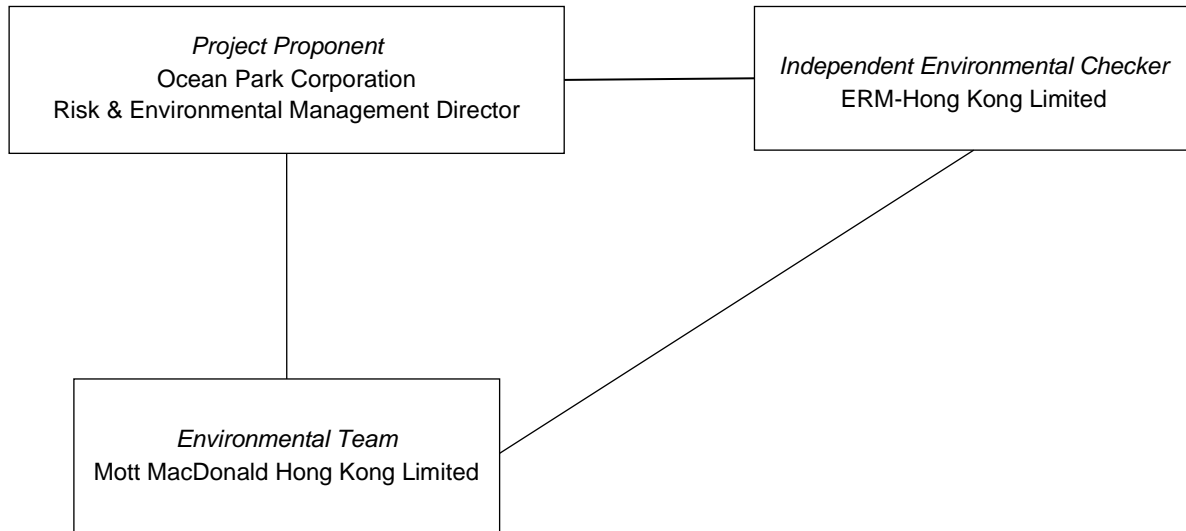 Project Proponent
Ocean Park Corporation
Risk & Environmental Management Director
Independent Environmental Checker
ERM-Hong Kong Limited
Environmental Team
Mott MacDonald Hong Kong Limited